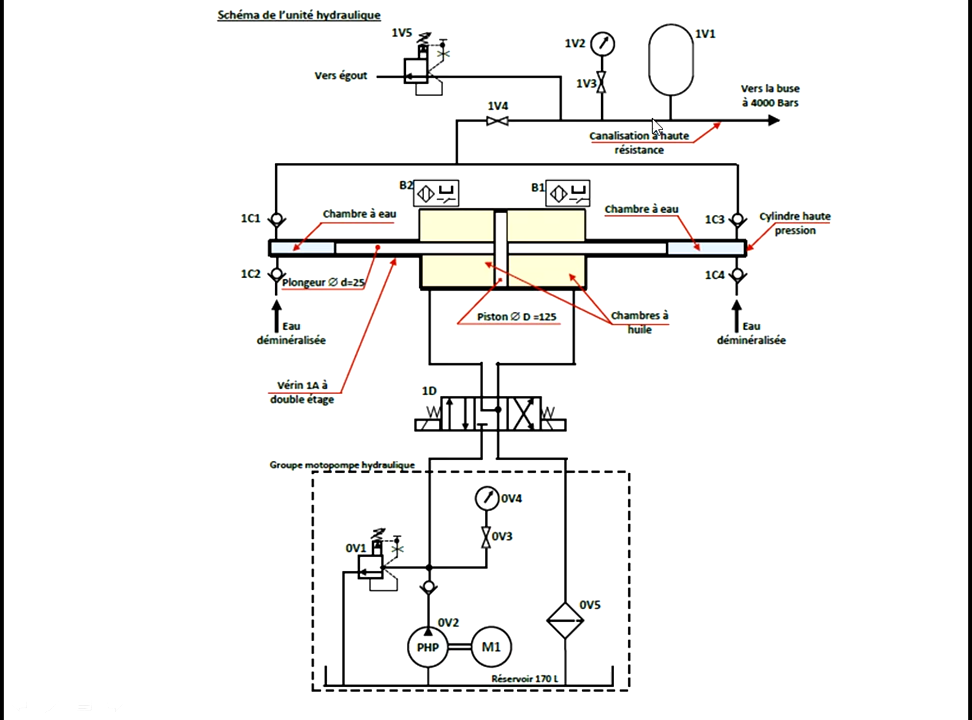 Schéma de l'unité hydraulique
1V5
1V2
1V1
Vers égout
1V3
Vers la buse
à 4000 Bars
1V4
Canalisation à haute
résistance
B2
B1
1C1
Chambre à eau
Chambre à eau
1C3
Cylindre haute
pression
1C2
Plongeur Ø d=25
1C4
Piston Ø D =125
Chambres à
huile
Eau
déminéralisée
Eau
déminéralisée
Vérin 1A à
double étage
1D
Groupe motopompe hydraulique
0V4
0V3
0V1
0V5
0V2
PHP
M1
Réservoir 170 L